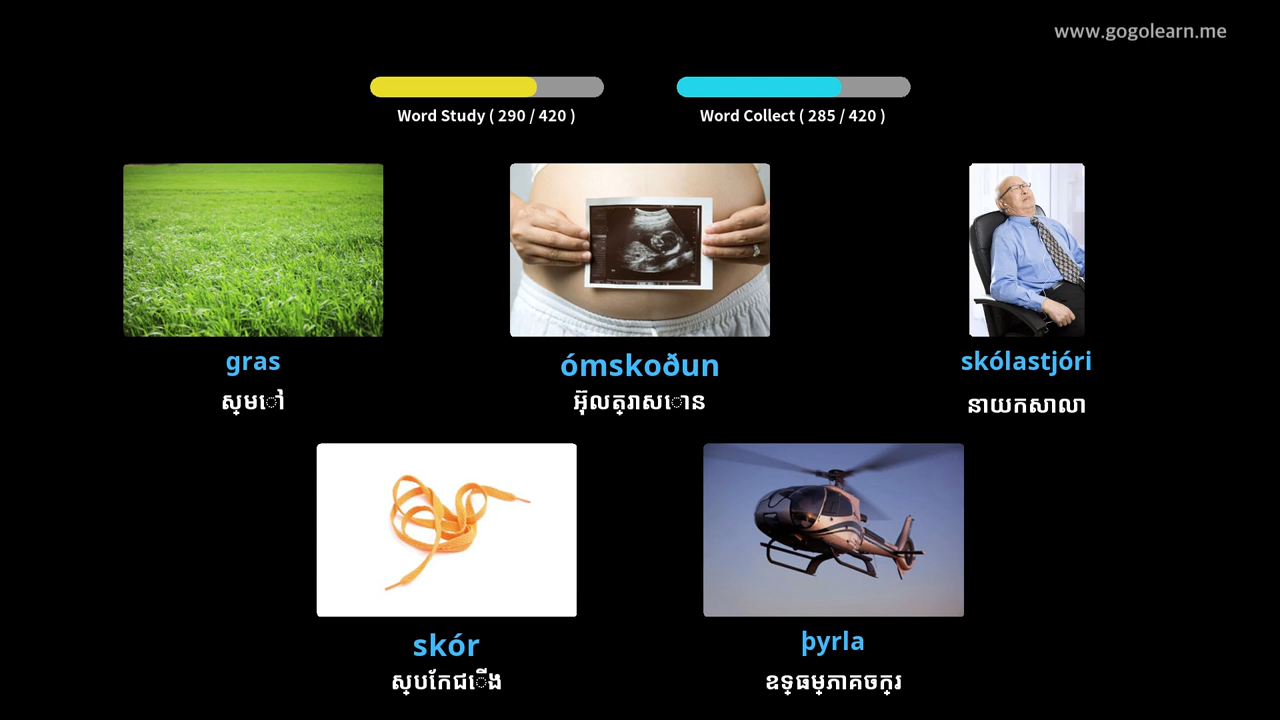 www.gogolearn.me
Word Study ( 290 / 420 )
Word Collect ( 285 / 420 )
gras
ómskoðun
skólastjóri
ស្មៅ
អ៊ុលត្រាសោន
នាយកសាលា
skór
þyrla
ស្បែកជើង
ឧទ្ធម្ភាគចក្រ